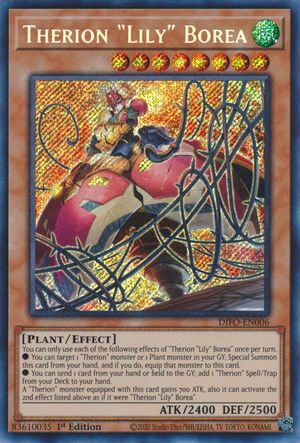 Therion "Lily" Borea
DIFO-EN006
[PLANT/EFFECT]
You can only use each of the following effects of "Therion "Lily" Borea" once per turn.
● You can target 1 "Therion" monster or 1 Plant monster in your GY; Special Summon
this card from your hand, and if you do, equip that monster to this card.
● You can send 1 card from your hand or field to the GY; add 1 "Therion" Spell/Trap
from your Deck to your hand.
A "Therion" monster equipped with this card gains 700 ATK, also it can activate the
2nd effect listed above as if it were "Therion "Lily" Borea".
ATK/2400 DEF/2500
83610035 1st Edition ©2020 Studio Dice/SHUEISHA, TV TOKYO, KONAMI